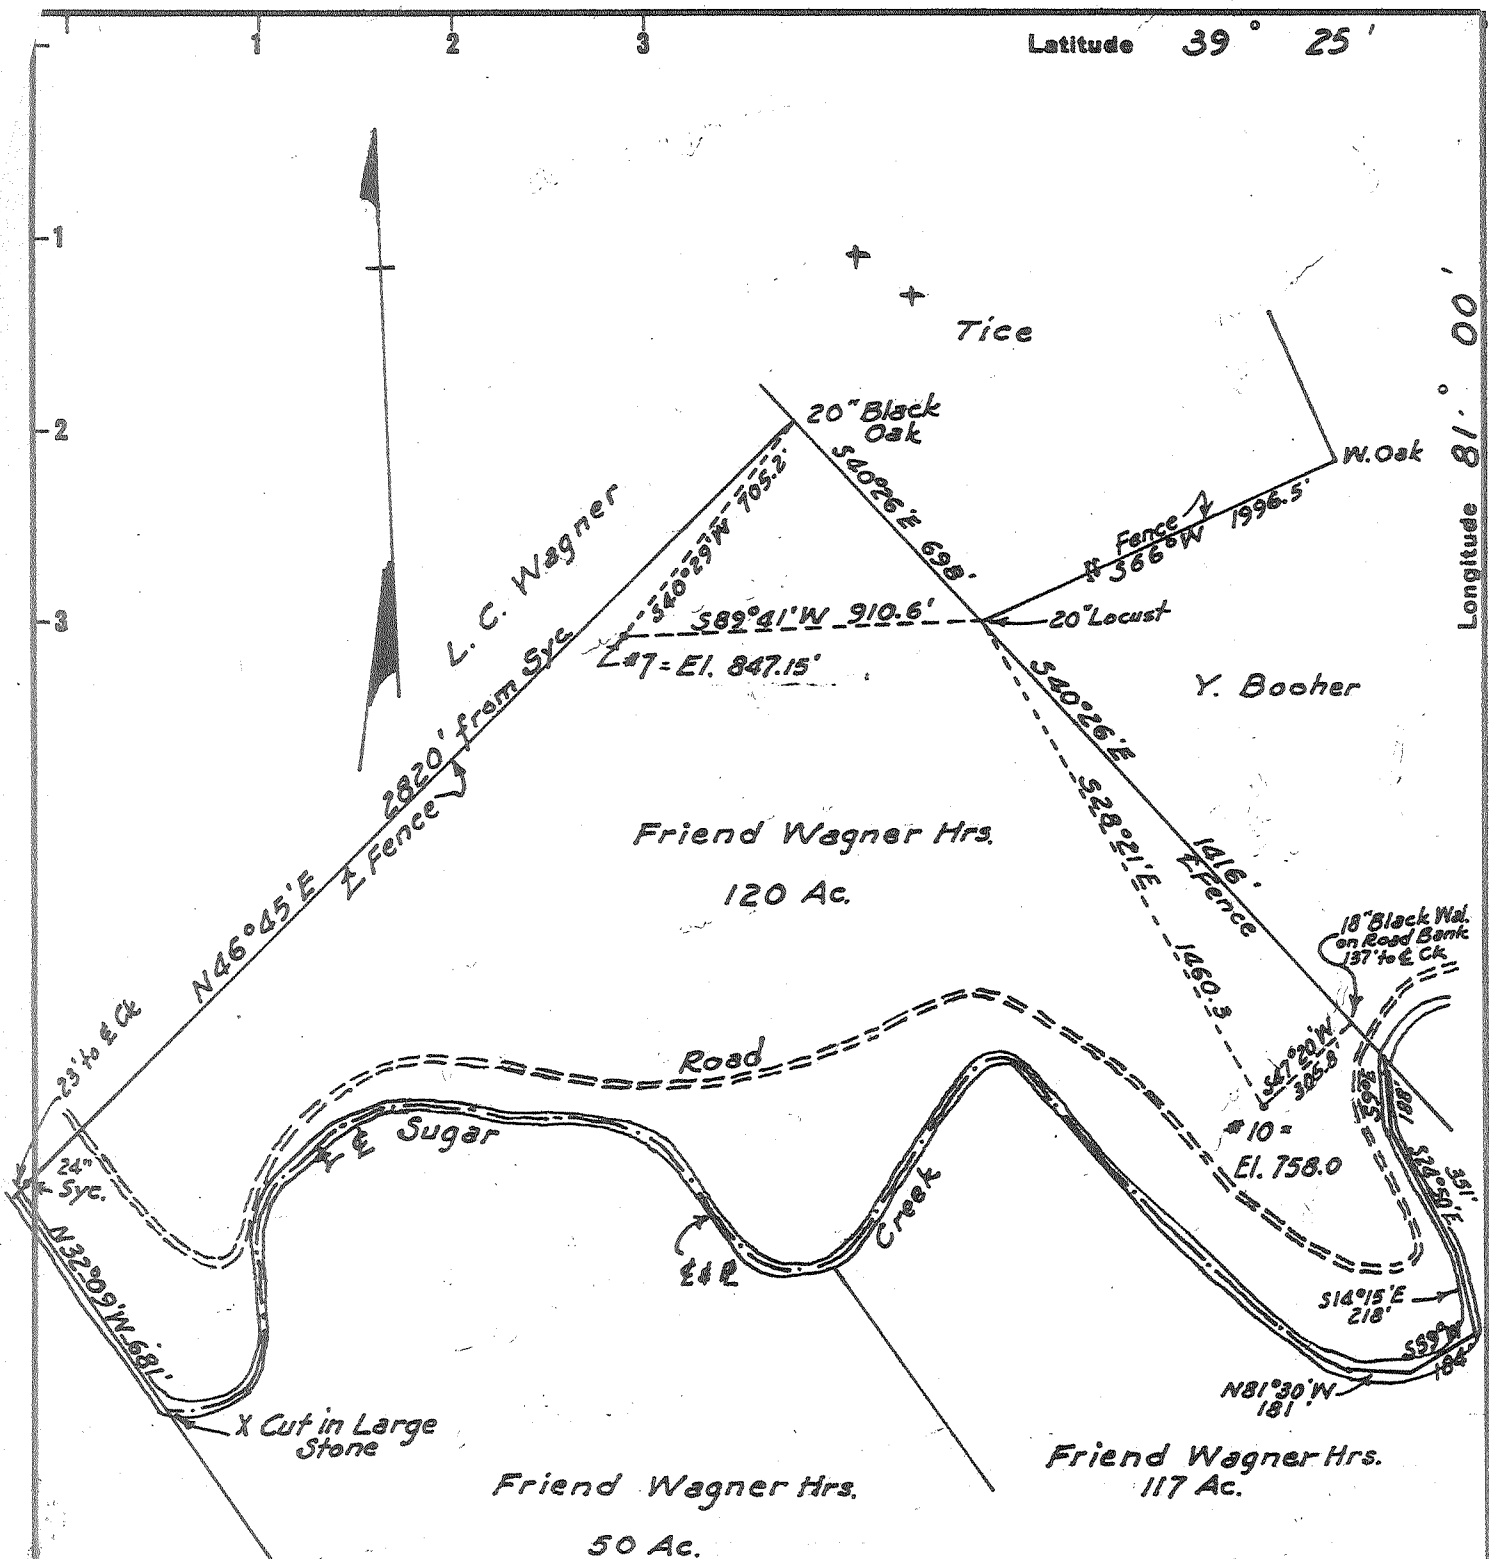 1 2 3
Latitude 39° 25'
1
2
3
Longitude 81° 00'
Tice
20" Black
Oak
W. Oak
S40°26'E 698'
S40°29'W 705.2'
Fence
S66°W 1996.5'
L. C. Wagner
S89°41'W 910.6'
20" Locust
#7 = El. 847.15'
Y. Booher
S40°26'E
1416'
Fence
N46°45'E 2820' from Syc
Fence
S28°21'E 1460.3
Friend Wagner Hrs.
120 Ac.
18" Black Wal.
on Road Bank
137' to ℄ Ck
23' to ℄ Ck
Road
S47°20'W
305.8'
S9°E
188'
#10 =
El. 758.0
24"
Syc.
℄ Sugar
Creek
S24°50'E
351'
N32°09'W 681'
℄ & ℞
S14°15'E
218'
S59°W
184'
N81°30'W
181'
X Cut in Large
Stone
Friend Wagner Hrs.
117 Ac.
Friend Wagner Hrs.
50 Ac.